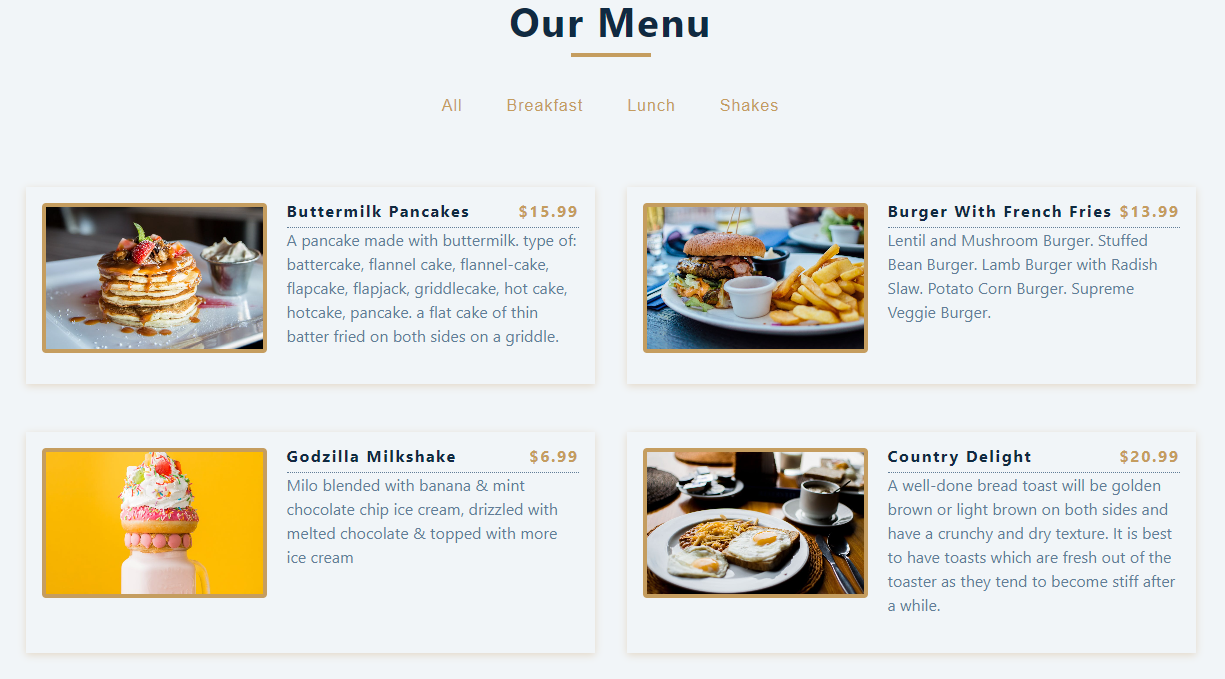 Our Menu
All Breakfast Lunch Shakes
Buttermilk Pancakes $15.99
A pancake made with buttermilk. type of:
battercake, flannel cake, flannel-cake,
flapcake, flapjack, griddlecake, hot cake,
hotcake, pancake. a flat cake of thin
batter fried on both sides on a griddle.
Burger With French Fries $13.99
Lentil and Mushroom Burger. Stuffed
Bean Burger. Lamb Burger with Radish
Slaw. Potato Corn Burger. Supreme
Veggie Burger.
Godzilla Milkshake $6.99
Milo blended with banana & mint
chocolate chip ice cream, drizzled with
melted chocolate & topped with more
ice cream
Country Delight $20.99
A well-done bread toast will be golden
brown or light brown on both sides and
have a crunchy and dry texture. It is best
to have toasts which are fresh out of the
toaster as they tend to become stiff after
a while.